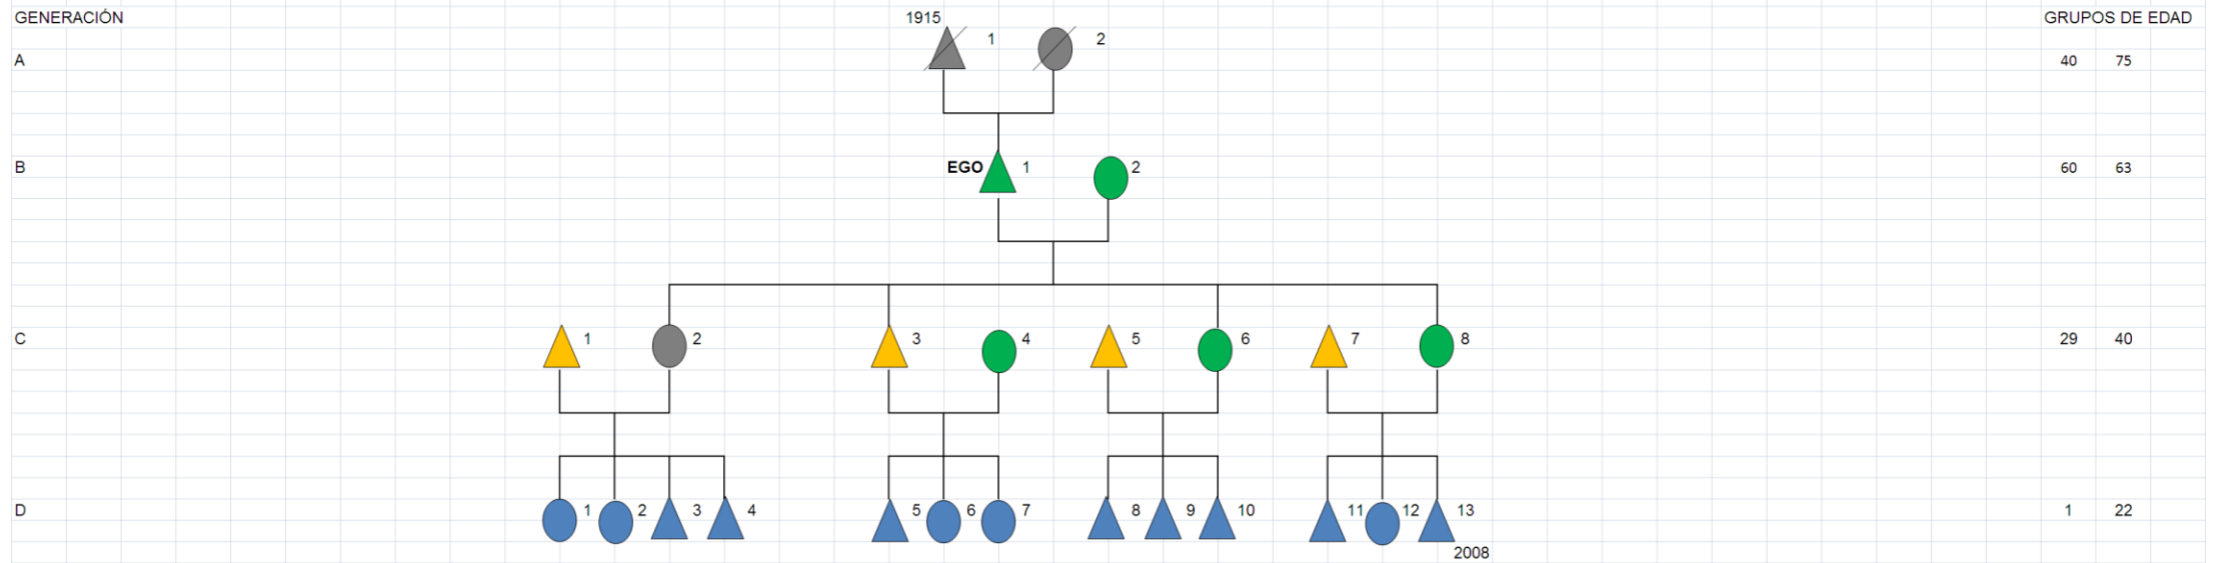 GENERACIÓN 1915 GRUPOS DE EDAD
1 2
A 40 75
B EGO 1 2 60 63
C 1 2 3 4 5 6 7 8 29 40
D 1 2 3 4 5 6 7 8 9 10 11 12 13 1 22
2008